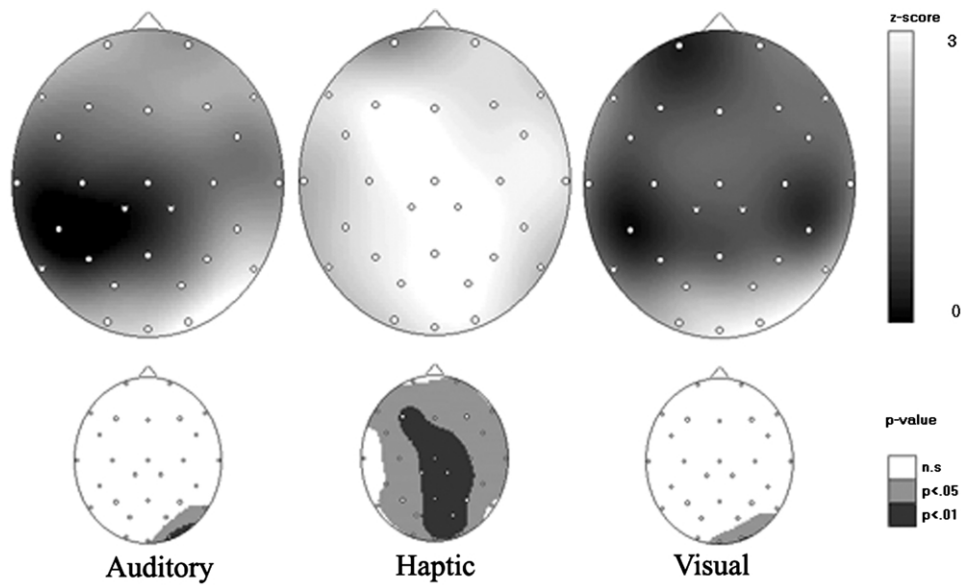 z-score
3
0
p-value
n.s
p<.05
p<.01
Auditory Haptic Visual